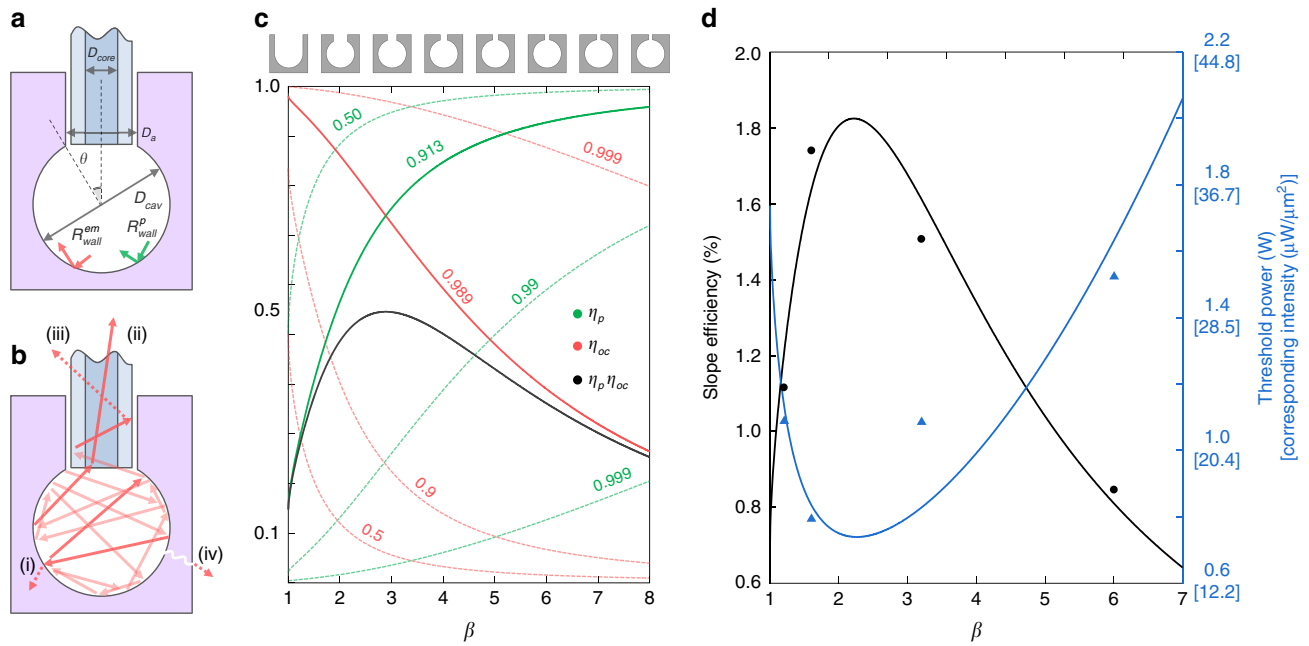 a
D_core
D_a
θ
D_cav
R^em_wall
R^p_wall
b
(iii)
(ii)
(i)
(iv)
c
1.0
0.5
0.1
0.50
0.913
0.999
0.989
0.99
0.9
0.5
0.999
η_p
η_oc
η_p η_oc
1 2 3 4 5 6 7 8
β
d
Slope efficiency (%)
2.0
1.8
1.6
1.8
1.2
1.0
0.8
0.6
1 2 3 4 5 6 7
β
2.2
[44.8]
1.8
[36.7]
1.4
[28.5]
1.0
[20.4]
0.6
[12.2]
Threshold power (W)
[corresponding intensity (μW/μm²)